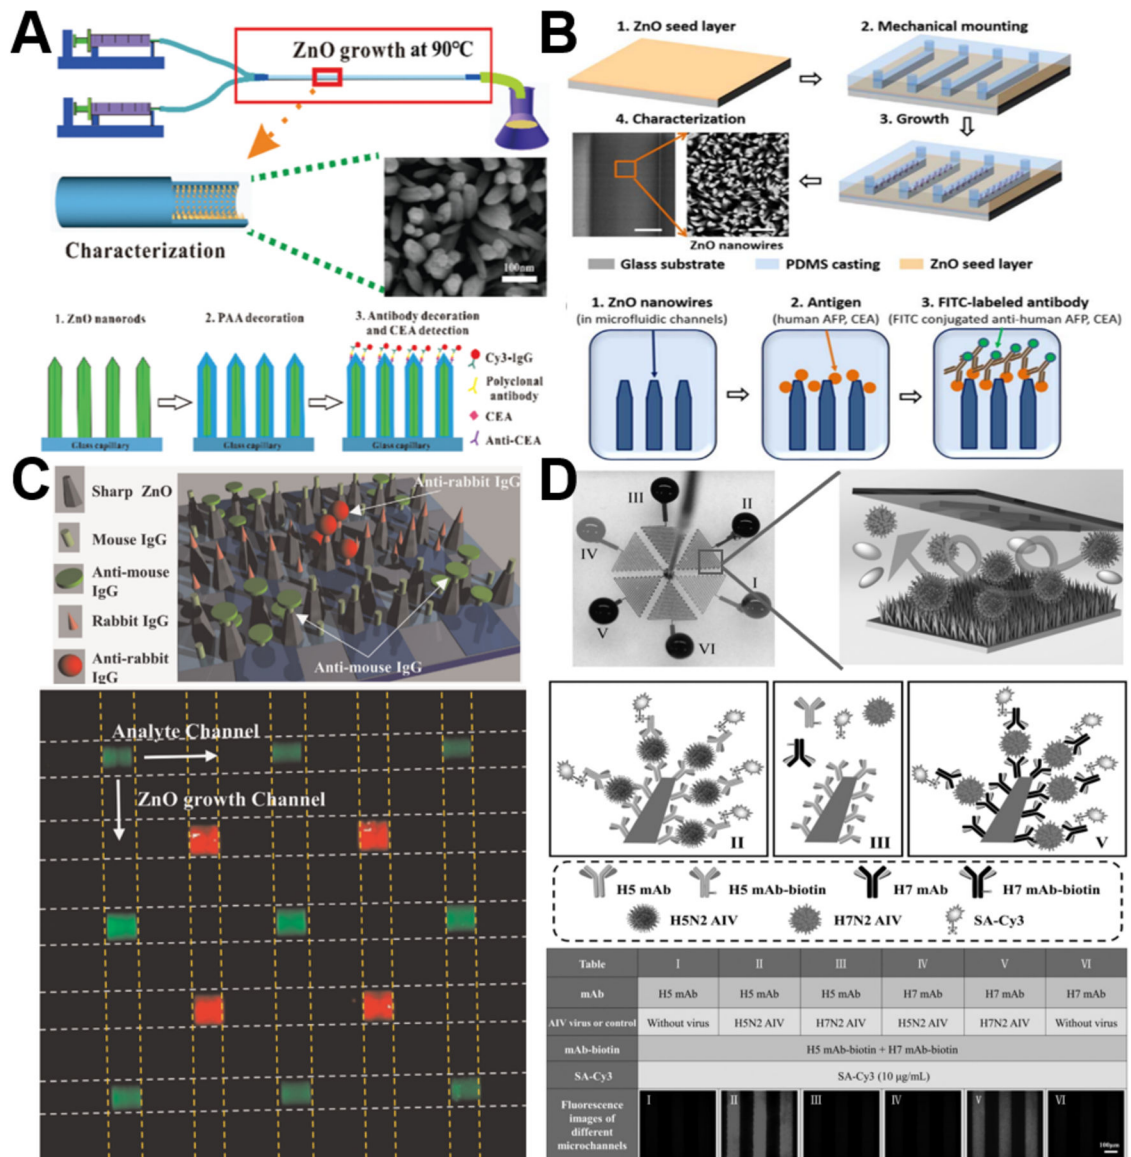 A
ZnO growth at 90℃
Characterization
100nm
1. ZnO nanorods
2. PAA decoration
3. Antibody decoration
and CEA detection
Cy3-IgG
Polyclonal
antibody
CEA
Anti-CEA
Glass capillary
Glass capillary
Glass capillary
B
1. ZnO seed layer
2. Mechanical mounting
4. Characterization
3. Growth
ZnO nanowires
Glass substrate
PDMS casting
ZnO seed layer
1. ZnO nanowires
(in microfluidic channels)
2. Antigen
(human AFP, CEA)
3. FITC-labeled antibody
(FITC conjugated anti-human AFP, CEA)
C
Sharp ZnO
Mouse IgG
Anti-mouse
IgG
Rabbit IgG
Anti-rabbit
IgG
Anti-rabbit IgG
Anti-mouse IgG
Analyte Channel
ZnO growth Channel
D
III
II
IV
I
V
VI
II
III
V
H5 mAb
H5 mAb-biotin
H7 mAb
H7 mAb-biotin
H5N2 AIV
H7N2 AIV
SA-Cy3
Table I II III IV V VI
mAb H5 mAb H5 mAb H5 mAb H7 mAb H7 mAb H7 mAb
AIV virus or control Without virus H5N2 AIV H7N2 AIV H5N2 AIV H7N2 AIV Without virus
mAb-biotin H5 mAb-biotin + H7 mAb-biotin
SA-Cy3 SA-Cy3 (10 μg/mL)
Fluorescence
images of
different
microchannels
I II III IV V VI
100μm